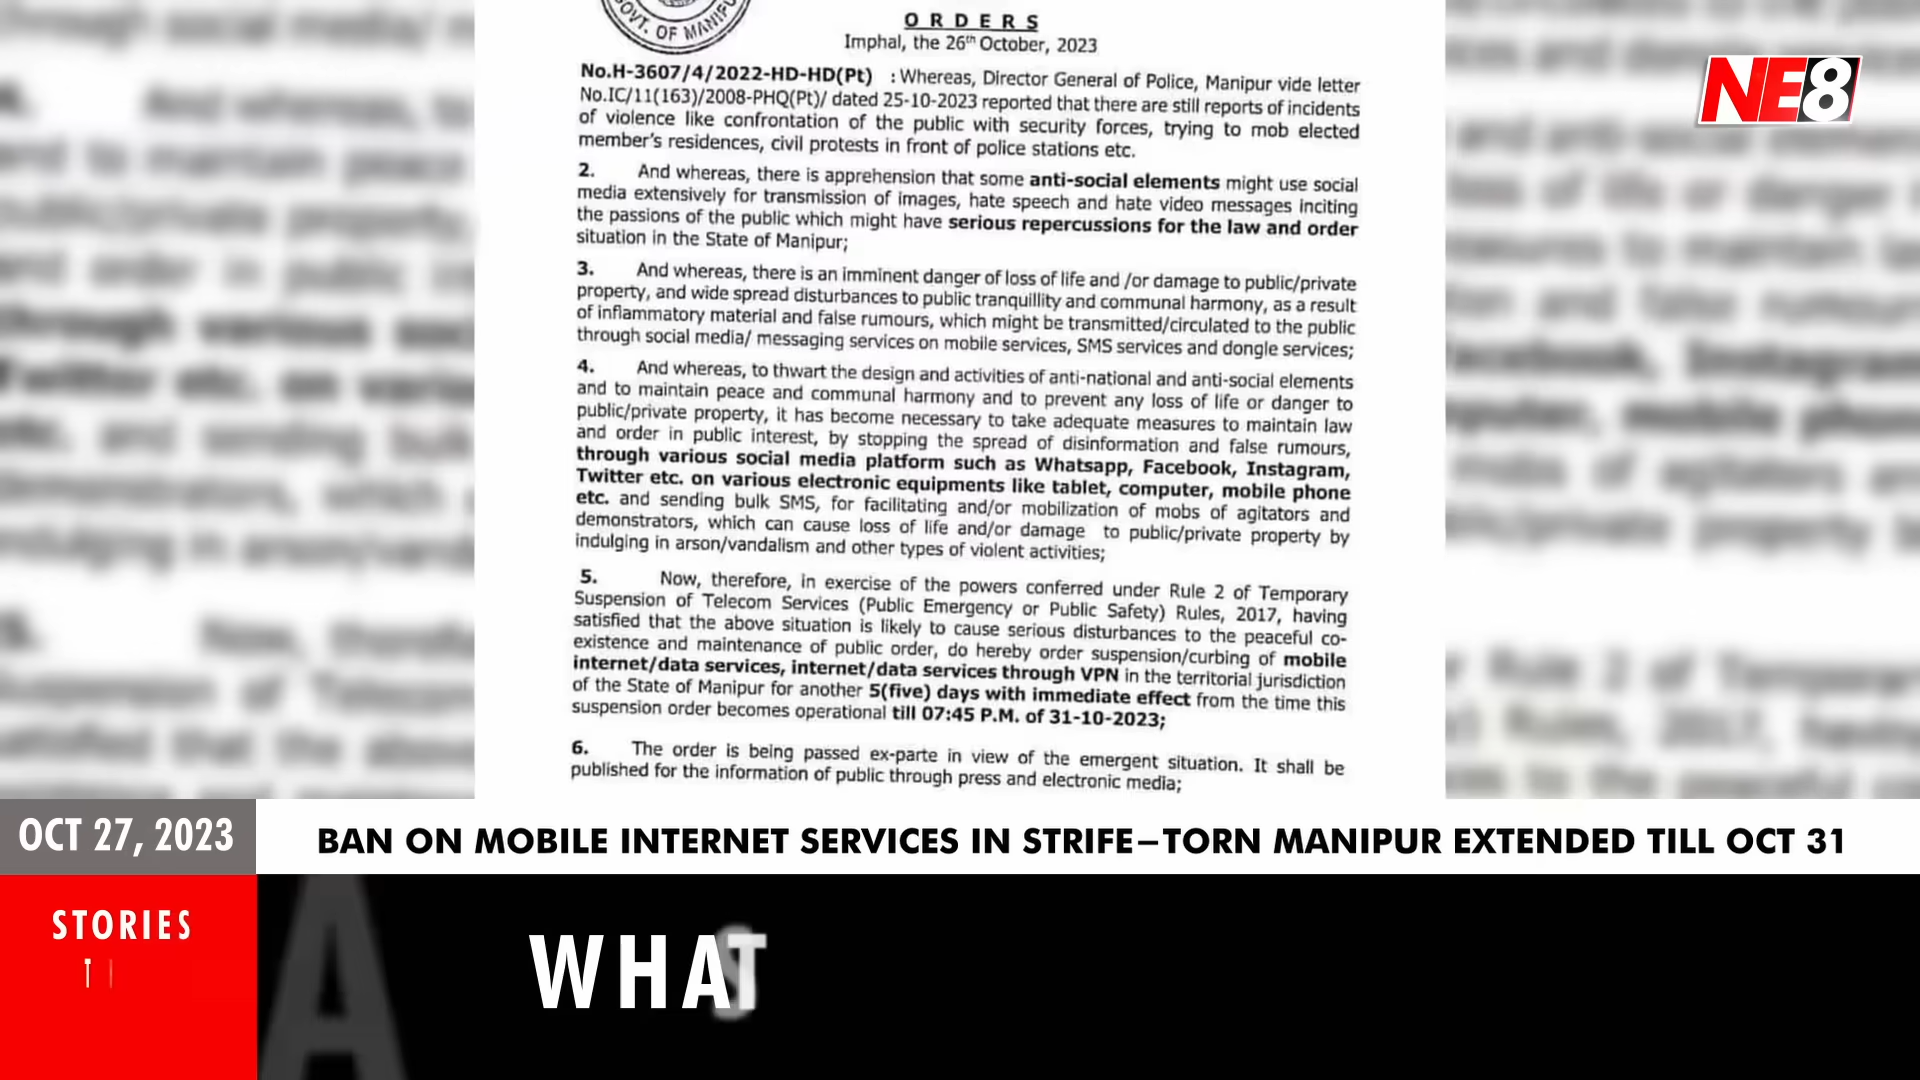 GOVT. OF MANIPU
ORDERS
Imphal, the 26th October, 2023
No.H-3607/4/2022-HD-HD(Pt) : Whereas, Director General of Police, Manipur vide letter
No.IC/11(163)/2008-PHQ(Pt)/ dated 25-10-2023 reported that there are still reports of incidents
of violence like confrontation of the public with security forces, trying to mob elected
member's residences, civil protests in front of police stations etc.
2. And whereas, there is apprehension that some anti-social elements might use social
media extensively for transmission of images, hate speech and hate video messages inciting
the passions of the public which might have serious repercussions for the law and order
situation in the State of Manipur;
3. And whereas, there is an imminent danger of loss of life and /or damage to public/private
property, and wide spread disturbances to public tranquillity and communal harmony, as a result
of inflammatory material and false rumours, which might be transmitted/circulated to the public
through social media/ messaging services on mobile services, SMS services and dongle services;
4. And whereas, to thwart the design and activities of anti-national and anti-social elements
and to maintain peace and communal harmony and to prevent any loss of life or danger to
public/private property, it has become necessary to take adequate measures to maintain law
and order in public interest, by stopping the spread of disinformation and false rumours,
through various social media platform such as Whatsapp, Facebook, Instagram,
Twitter etc. on various electronic equipments like tablet, computer, mobile phone
etc. and sending bulk SMS, for facilitating and/or mobilization of mobs of agitators and
demonstrators, which can cause loss of life and/or damage to public/private property by
indulging in arson/vandalism and other types of violent activities;
5. Now, therefore, in exercise of the powers conferred under Rule 2 of Temporary
Suspension of Telecom Services (Public Emergency or Public Safety) Rules, 2017, having
satisfied that the above situation is likely to cause serious disturbances to the peaceful co-
existence and maintenance of public order, do hereby order suspension/curbing of mobile
internet/data services, internet/data services through VPN in the territorial jurisdiction
of the State of Manipur for another 5(five) days with immediate effect from the time this
suspension order becomes operational till 07:45 P.M. of 31-10-2023;
6. The order is being passed ex-parte in view of the emergent situation. It shall be
published for the information of public through press and electronic media;
NE8
OCT 27, 2023
BAN ON MOBILE INTERNET SERVICES IN STRIFE–TORN MANIPUR EXTENDED TILL OCT 31
STORIES
WHAT